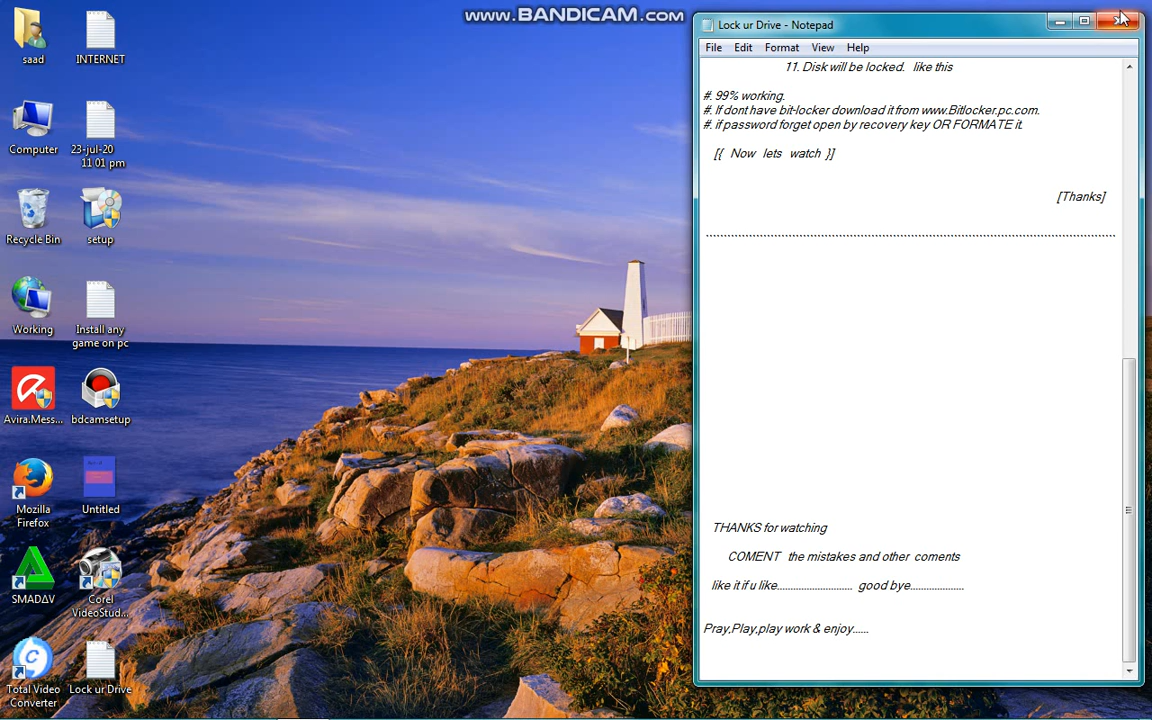 www.BANDICAM.com
saad
INTERNET
Computer
23-jul-20
11 01 pm
Recycle Bin
setup
Working
Install any
game on pc
Avira.Mess...
bdcamsetup
Mozilla
Firefox
Untitled
SMADΔV
Corel
VideoStud...
Total Video
Converter
Lock ur Drive
Lock ur Drive - Notepad
File Edit Format View Help
11. Disk will be locked. like this
#. 99% working.
#. If dont have bit-locker download it from www.Bitlocker.pc.com.
#. if password forget open by recovery key OR FORMATE it.
[{ Now lets watch }]
[Thanks]
THANKS for watching
COMENT the mistakes and other coments
like it if u like............................ good bye....................
Pray,Play,play work & enjoy......